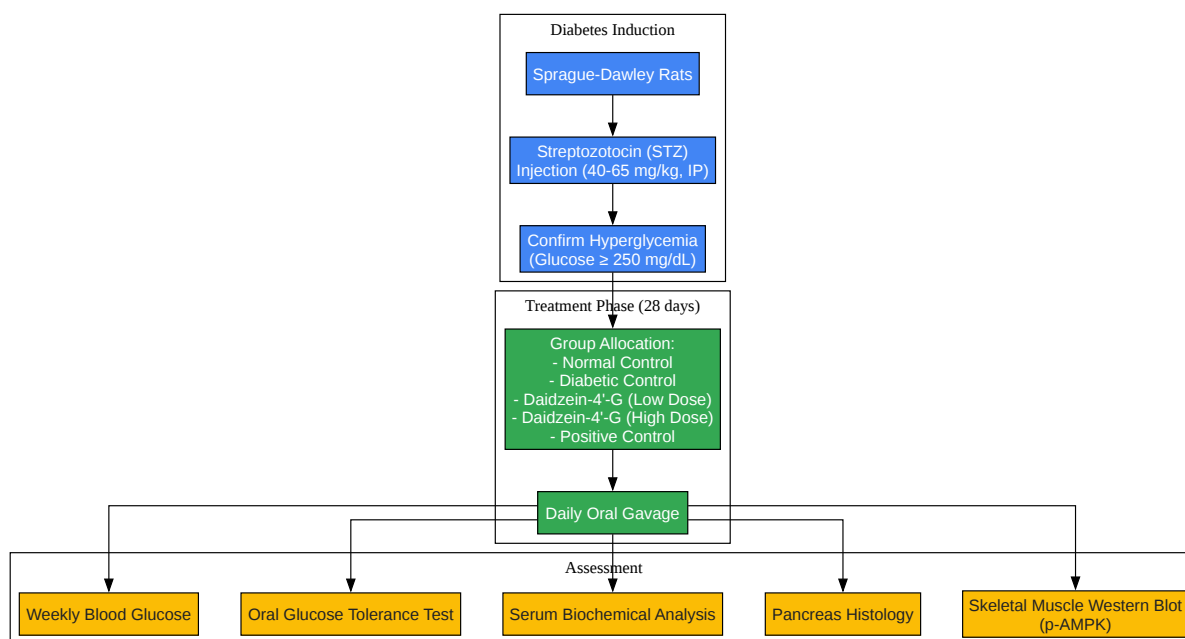 Diabetes Induction
Sprague-Dawley Rats
Streptozotocin (STZ)
Injection (40-65 mg/kg, IP)
Confirm Hyperglycemia
(Glucose ≥ 250 mg/dL)
Treatment Phase (28 days)
Group Allocation:
- Normal Control
- Diabetic Control
- Daidzein-4'-G (Low Dose)
- Daidzein-4'-G (High Dose)
- Positive Control
Daily Oral Gavage
Assessment
Weekly Blood Glucose
Oral Glucose Tolerance Test
Serum Biochemical Analysis
Pancreas Histology
Skeletal Muscle Western Blot
(p-AMPK)